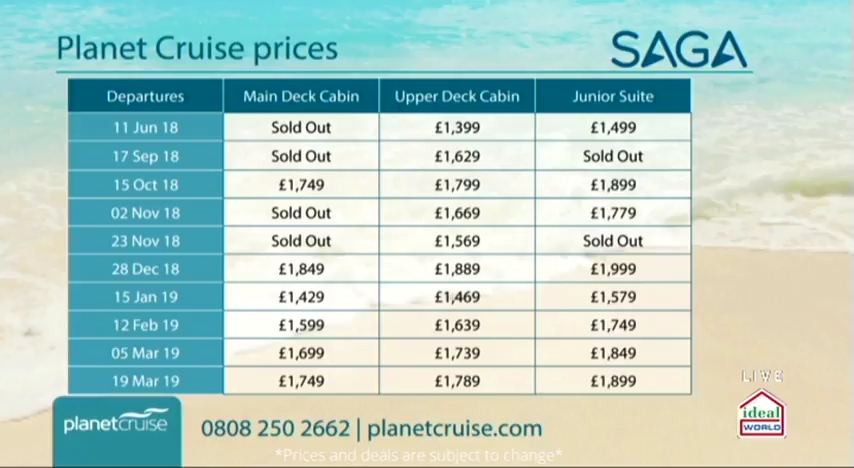 Planet Cruise prices
SAGA
Departures Main Deck Cabin Upper Deck Cabin Junior Suite
11 Jun 18 Sold Out £1,399 £1,499
17 Sep 18 Sold Out £1,629 Sold Out
15 Oct 18 £1,749 £1,799 £1,899
02 Nov 18 Sold Out £1,669 £1,779
23 Nov 18 Sold Out £1,569 Sold Out
28 Dec 18 £1,849 £1,889 £1,999
15 Jan 19 £1,429 £1,469 £1,579
12 Feb 19 £1,599 £1,639 £1,749
05 Mar 19 £1,699 £1,739 £1,849
19 Mar 19 £1,749 £1,789 £1,899
LIVE
ideal
WORLD
planetcruise
0808 250 2662 | planetcruise.com
*Prices and deals are subject to change*